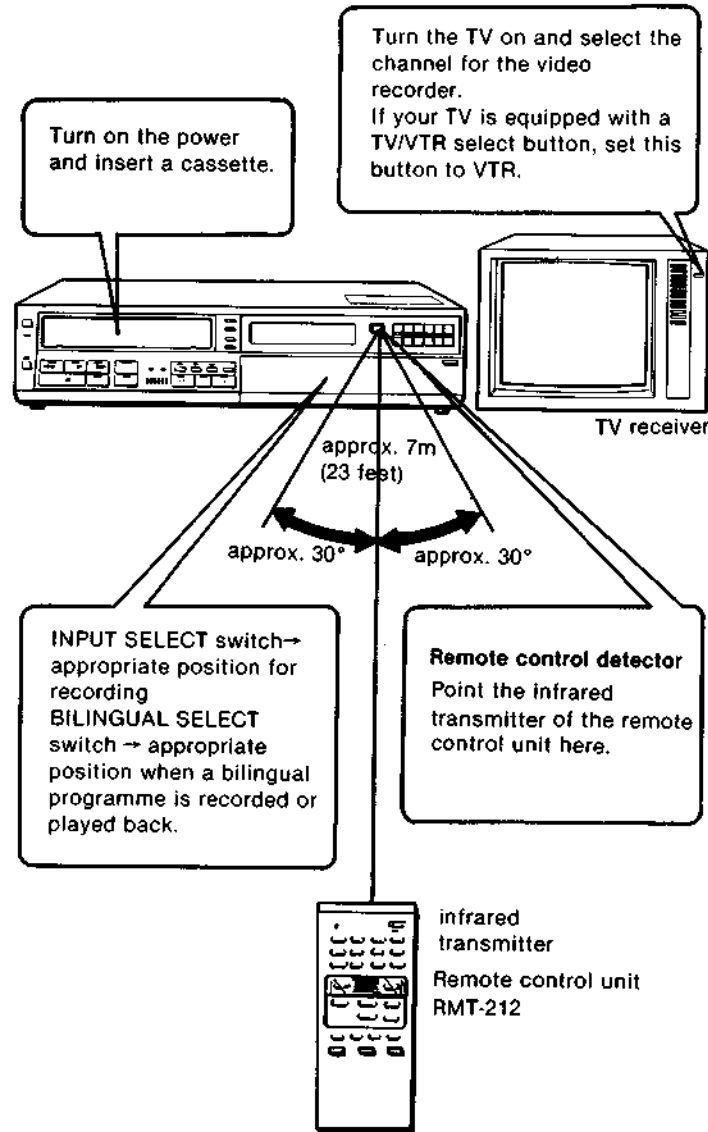 Turn the TV on and select the
channel for the video
recorder.
If your TV is equipped with a
TV/VTR select button, set this
button to VTR.
Turn on the power
and insert a cassette.
TV receiver
approx. 7m
(23 feet)
approx. 30°
approx. 30°
INPUT SELECT switch→
appropriate position for
recording
BILINGUAL SELECT
switch → appropriate
position when a bilingual
programme is recorded or
played back.
Remote control detector
Point the infrared
transmitter of the remote
control unit here.
infrared
transmitter
Remote control unit
RMT-212